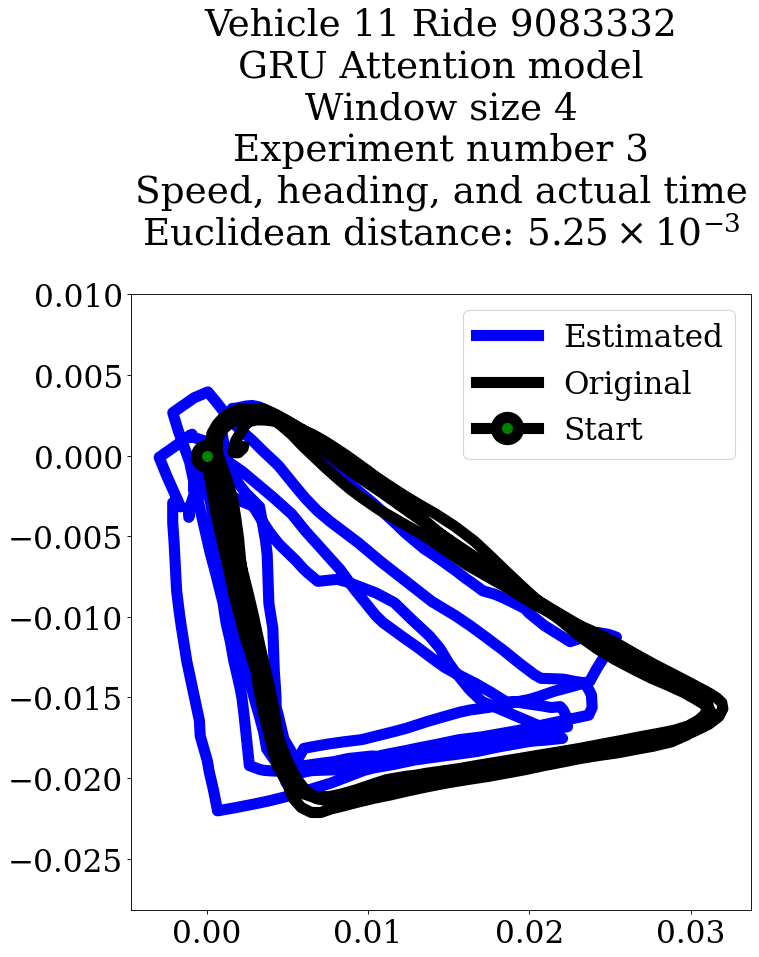 Vehicle 11 Ride 9083332
GRU Attention model
Window size 4
Experiment number 3
Speed, heading, and actual time
Euclidean distance: 5.25 × 10⁻³
0.010
0.005
0.000
−0.005
−0.010
−0.015
−0.020
−0.025
Estimated
Original
Start
0.00 0.01 0.02 0.03